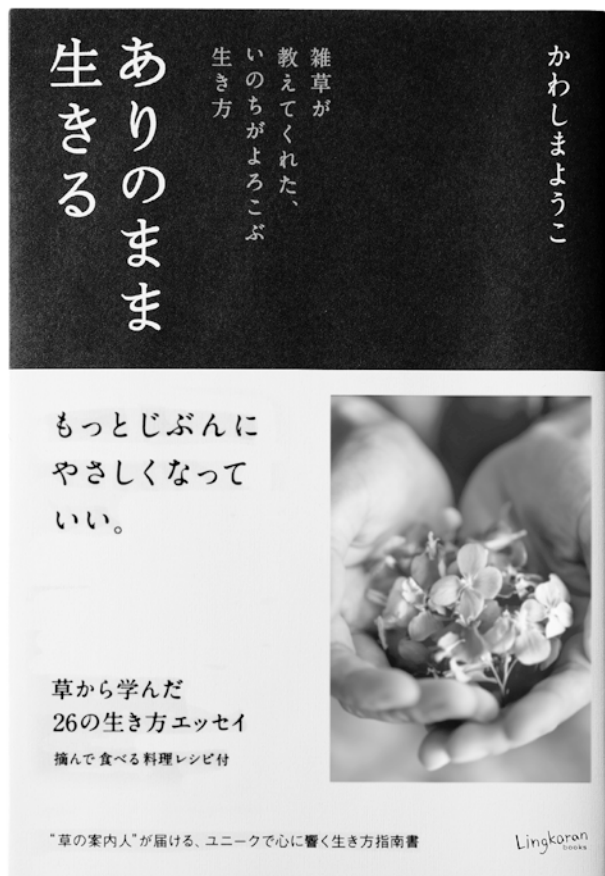 ありのまま
生きる
雑草が
教えてくれた、
いのちがよろこぶ
生き方
かわしまようこ
もっとじぶんに
やさしくなって
いい。
草から学んだ
26の生き方エッセイ
摘んで食べる料理レシピ付
"草の案内人"が届ける、ユニークで心に響く生き方指南書
Lingkaran
books